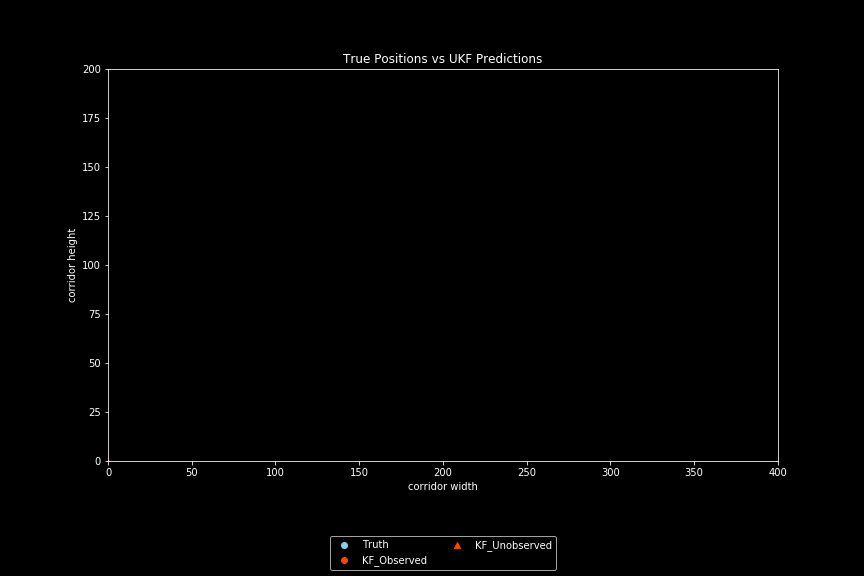 True Positions vs UKF Predictions
200
175
150
125
100
75
50
25
0
corridor height
0 50 100 150 200 250 300 350 400
corridor width
Truth KF_Unobserved
KF_Observed